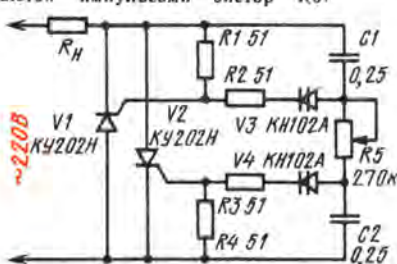 импульсами
Rн
R1 51
C1
0,25
R2 51
V1
КУ202Н
V2
КУ202Н
V3 КН102А
V4 КН102А
R5
270к
~220В
R3 51
R4 51
C2
0,25